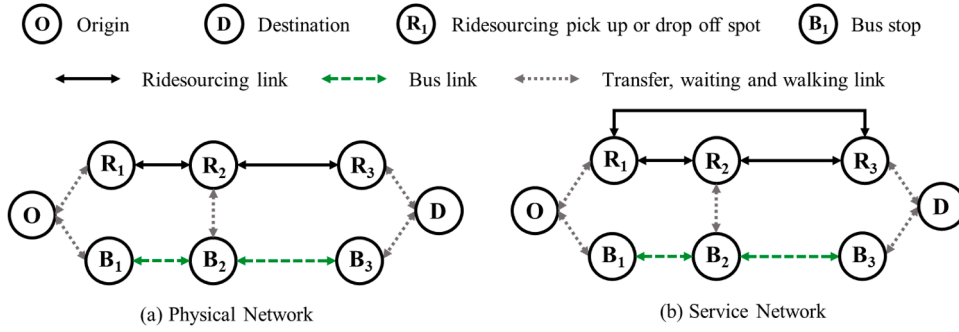 O Origin D Destination R₁ Ridesourcing pick up or drop off spot B₁ Bus stop
Ridesourcing link Bus link Transfer, waiting and walking link
R₁ R₂ R₃
O D
B₁ B₂ B₃
(a) Physical Network
R₁ R₂ R₃
O D
B₁ B₂ B₃
(b) Service Network